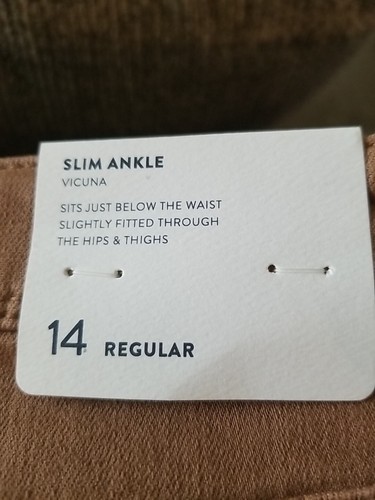 SLIM ANKLE
VICUNA
SITS JUST BELOW THE WAIST
SLIGHTLY FITTED THROUGH
THE HIPS & THIGHS
14 REGULAR